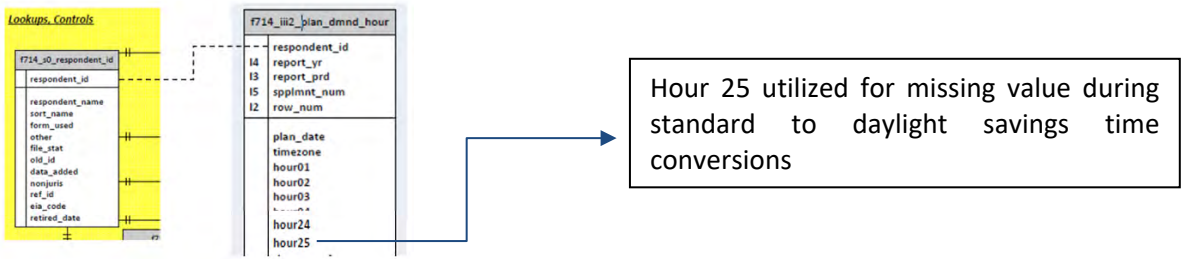 Lookups, Controls
f714_s0_respondent_id
respondent_id
respondent_name
sort_name
form_used
other
file_stat
old_id
data_added
nonjuris
ref_id
eia_code
retired_date
f714_iii2_plan_dmnd_hour
respondent_id
I4 report_yr
I3 report_prd
I5 spplmnt_num
I2 row_num
plan_date
timezone
hour01
hour02
hour03
hour24
hour25
Hour 25 utilized for missing value during
standard to daylight savings time
conversions